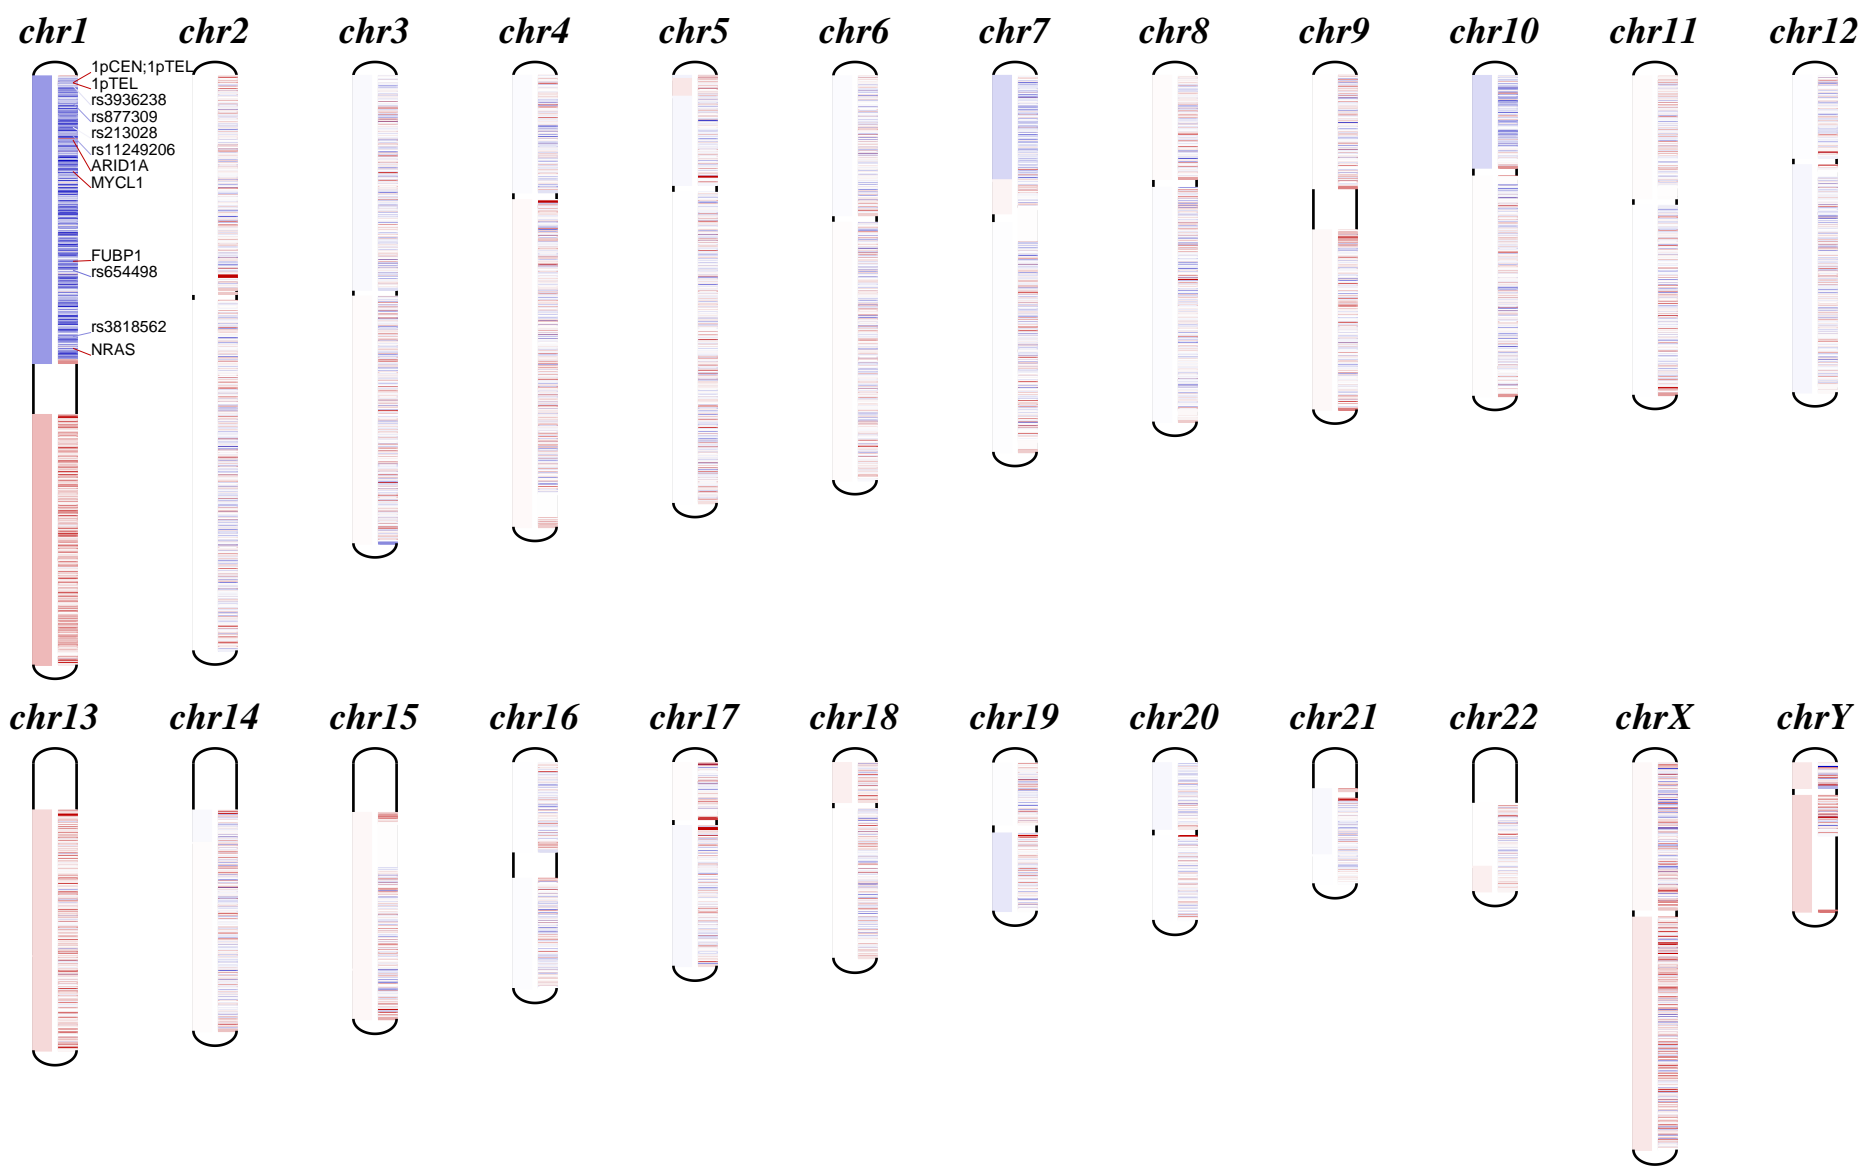 chr1 chr2 chr3 chr4 chr5 chr6 chr7 chr8 chr9 chr10 chr11 chr12
1pCEN;1pTEL
1pTEL
rs3936238
rs877309
rs213028
rs11249206
ARID1A
MYCL1
FUBP1
rs654498
rs3818562
NRAS
chr13 chr14 chr15 chr16 chr17 chr18 chr19 chr20 chr21 chr22 chrX chrY